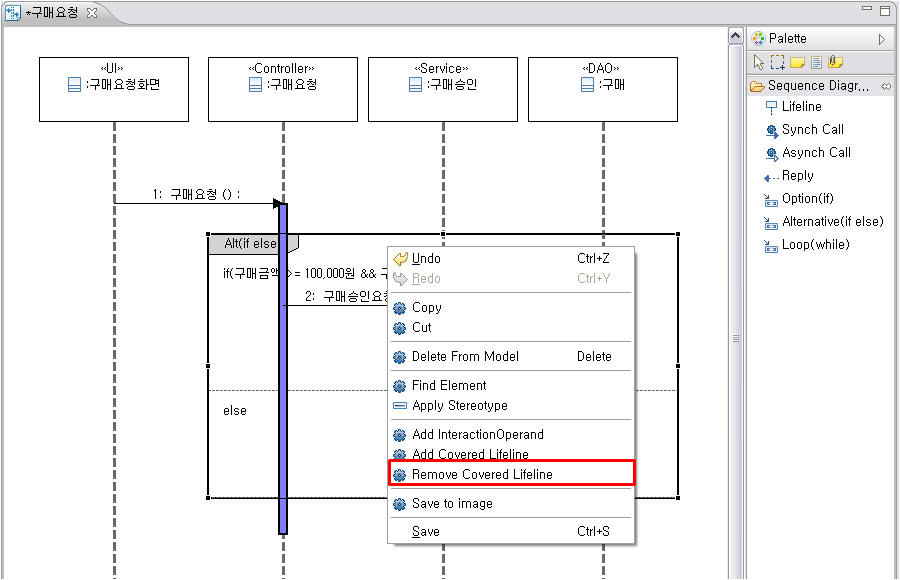 *구매요청
«UI»
:구매요청화면
«Controller»
:구매요청
«Service»
:구매승인
«DAO»
:구매
1: 구매요청 () :
Alt(if else
if(구매금액 >= 100,000원 && 구
2: 구매승인요청
else
Undo Ctrl+Z
Redo Ctrl+Y
Copy
Cut
Delete From Model Delete
Find Element
Apply Stereotype
Add InteractionOperand
Add Covered Lifeline
Remove Covered Lifeline
Save to image
Save Ctrl+S
Palette
Sequence Diagr...
Lifeline
Synch Call
Asynch Call
Reply
Option(if)
Alternative(if else)
Loop(while)